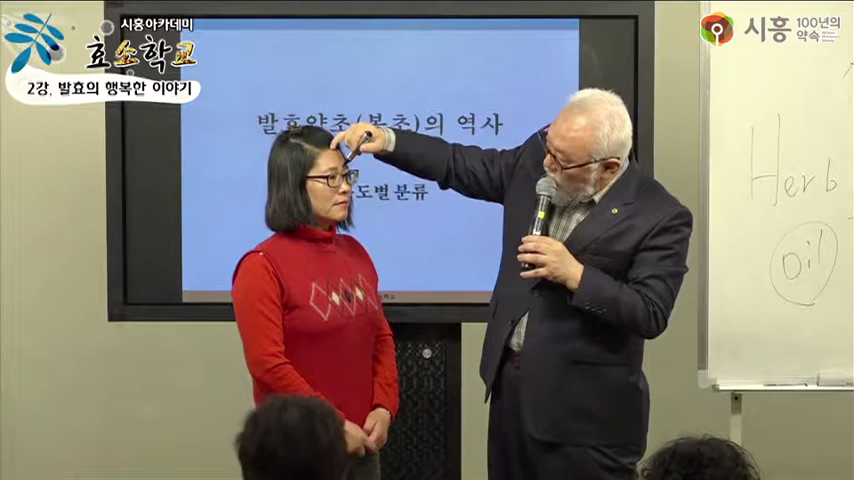 시흥아카데미
효소학교
2강. 발효의 행복한 이야기
시흥 100년의
약속
발효약초(본초)의 역사
도별 분류
Herb
Oil